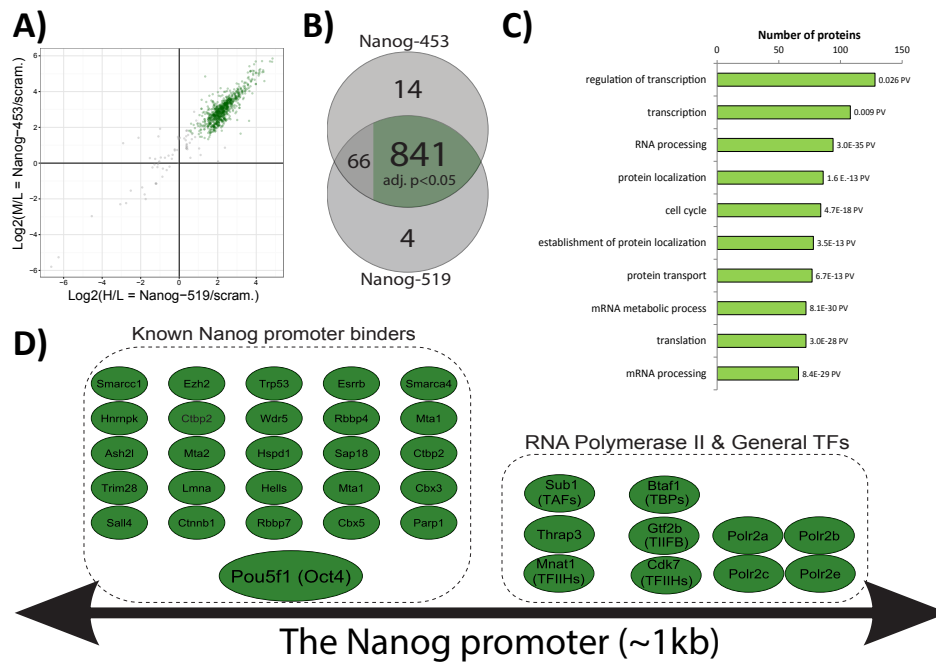 A)
Log2(M/L = Nanog−453/scram.)
6
4
2
0
−2
−4
−6
−6 −4 −2 0 2 4
Log2(H/L = Nanog−519/scram.)
B)
Nanog-453
14
66
841
adj. p<0.05
4
Nanog-519
C)
Number of proteins
0 50 100 150
regulation of transcription 0.026 PV
transcription 0.009 PV
RNA processing 3.0E-35 PV
protein localization 1.6 E.-13 PV
cell cycle 4.7E-18 PV
establishment of protein localization 3.5E-13 PV
protein transport 6.7E-13 PV
mRNA metabolic process 8.1E-30 PV
translation 3.0E-28 PV
mRNA processing 8.4E-29 PV
D)
Known Nanog promoter binders
Smarcc1 Ezh2 Trp53 Esrrb Smarca4
Hnrnpk Ctbp2 Wdr5 Rbbp4 Mta1
Ash2l Mta2 Hspd1 Sap18 Ctbp2
Trim28 Lmna Hells Mta1 Cbx3
Sall4 Ctnnb1 Rbbp7 Cbx5 Parp1
Pou5f1 (Oct4)
RNA Polymerase II & General TFs
Sub1
(TAFs)
Btaf1
(TBPs)
Thrap3
Gtf2b
(TIIFB)
Polr2a Polr2b
Mnat1
(TFIIHs)
Cdk7
(TFIIHs)
Polr2c Polr2e
The Nanog promoter (~1kb)